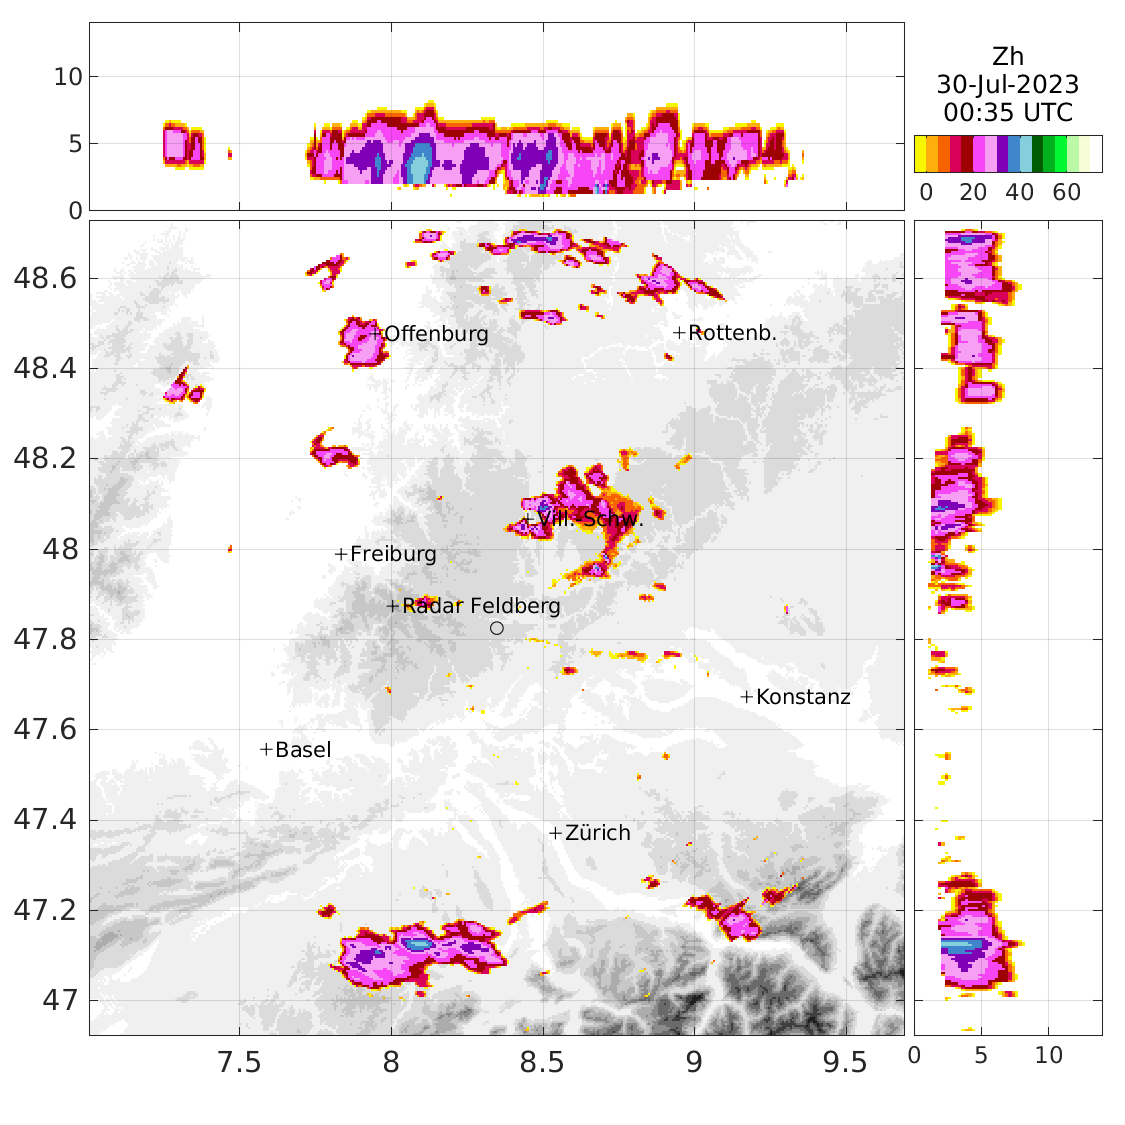 10
5
0
Zh
30-Jul-2023
00:35 UTC
0 20 40 60
48.6
48.4
48.2
48
47.8
47.6
47.4
47.2
47
Offenburg
Rottenb.
Vill.-Schw.
Freiburg
Radar Feldberg
Konstanz
Basel
Zürich
7.5 8 8.5 9 9.5
0 5 10